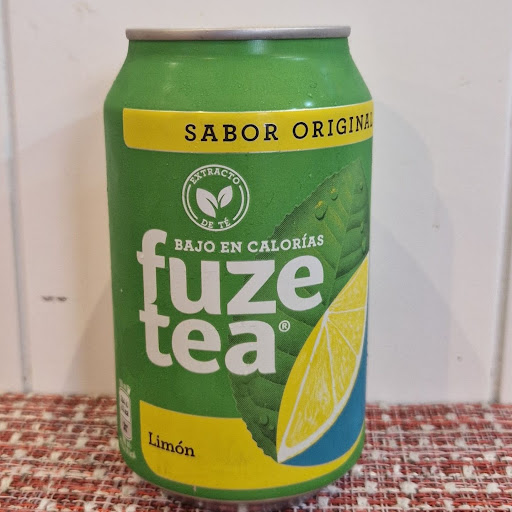 SABOR ORIGINAL
EXTRACTO
DE TÉ
BAJO EN CALORÍAS
fuze
tea®
Limón